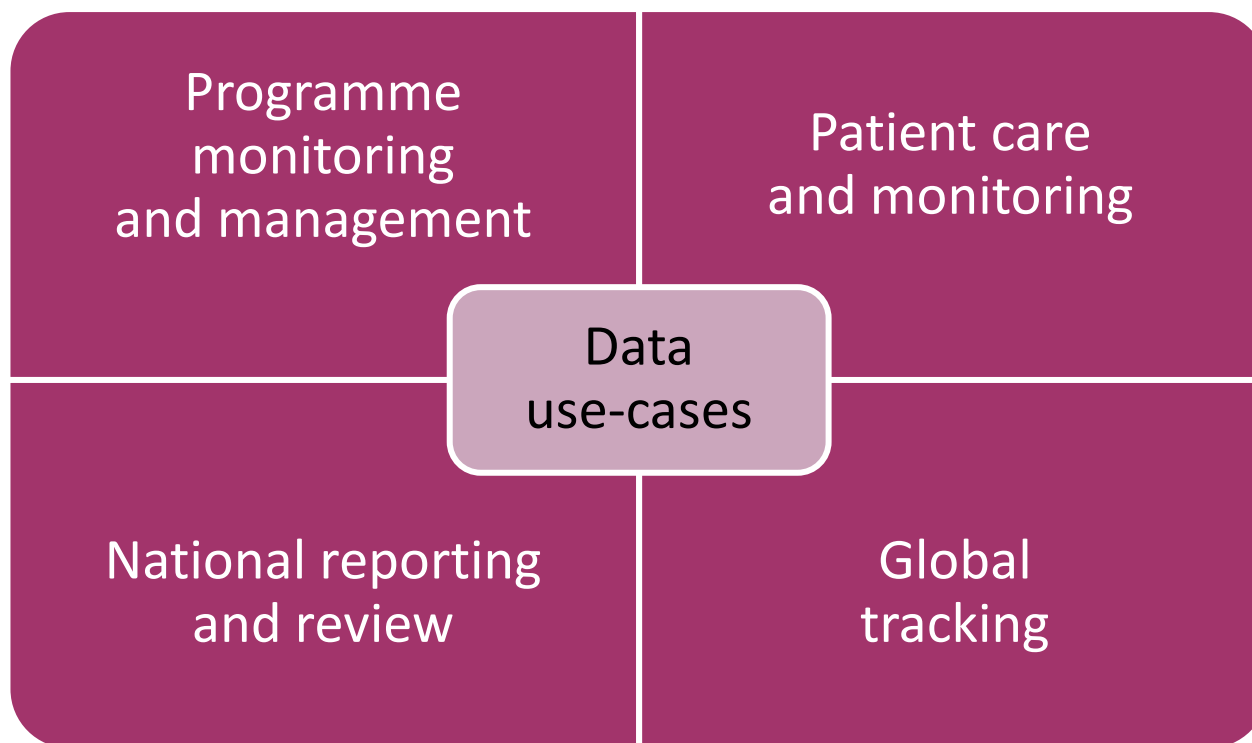 Programme
monitoring
and management
Patient care
and monitoring
Data
use-cases
National reporting
and review
Global
tracking